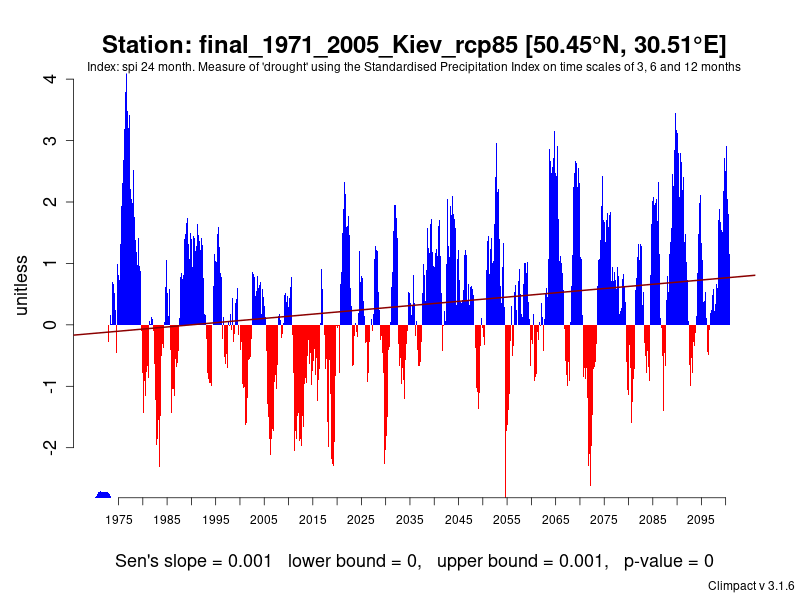 Station: final_1971_2005_Kiev_rcp85 [50.45°N, 30.51°E]
Index: spi 24 month. Measure of 'drought' using the Standardised Precipitation Index on time scales of 3, 6 and 12 months
unitless
4
3
2
1
0
-1
-2
1975 1985 1995 2005 2015 2025 2035 2045 2055 2065 2075 2085 2095
Sen's slope = 0.001 lower bound = 0, upper bound = 0.001, p-value = 0
Climpact v 3.1.6